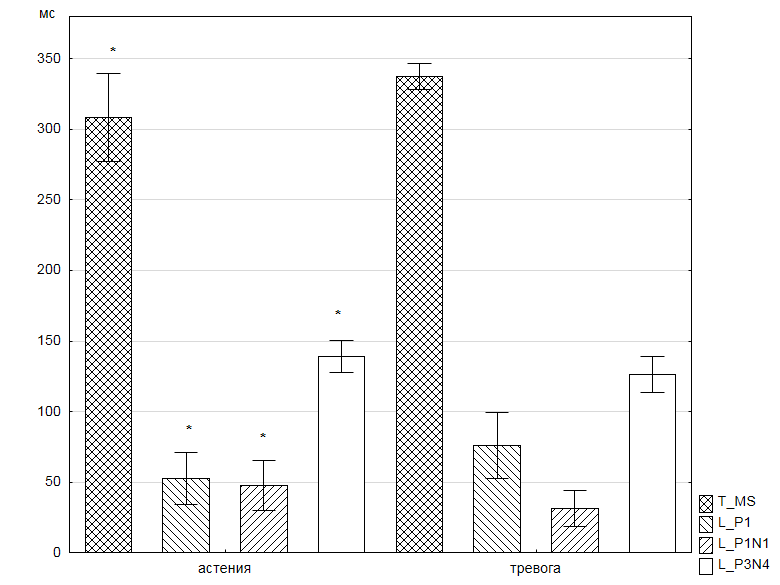 мс
350
300
250
200
150
100
50
0
*
*
*
*
астения
тревога
T_MS
L_P1
L_P1N1
L_P3N4